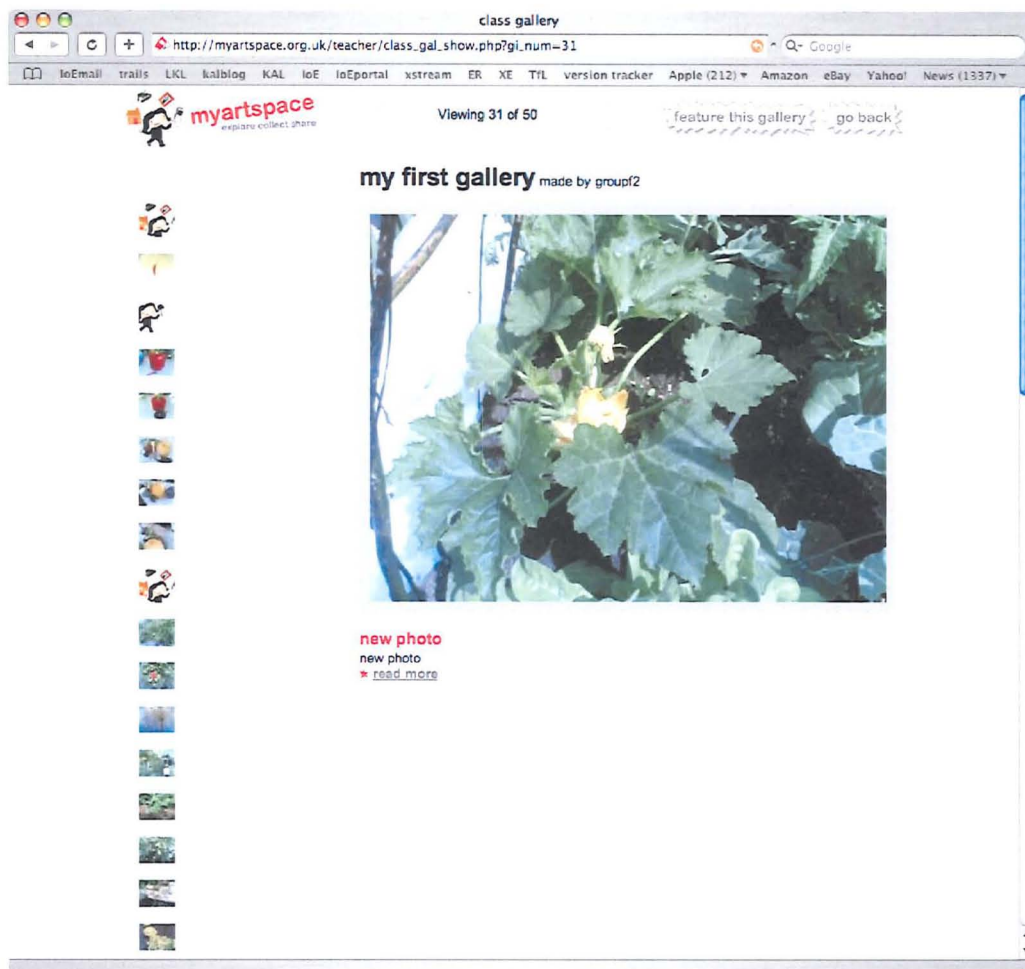 class gallery
http://myartspace.org.uk/teacher/class_gal_show.php?gi_num=31
Google
IoEmail trails LKL kalblog KAL IoE IoEportal xstream ER XE TfL version tracker Apple (212) Amazon eBay Yahoo! News (1337)
myartspace
explore collect share
Viewing 31 of 50
feature this gallery
go back
my first gallery made by groupf2
new photo
new photo
read more